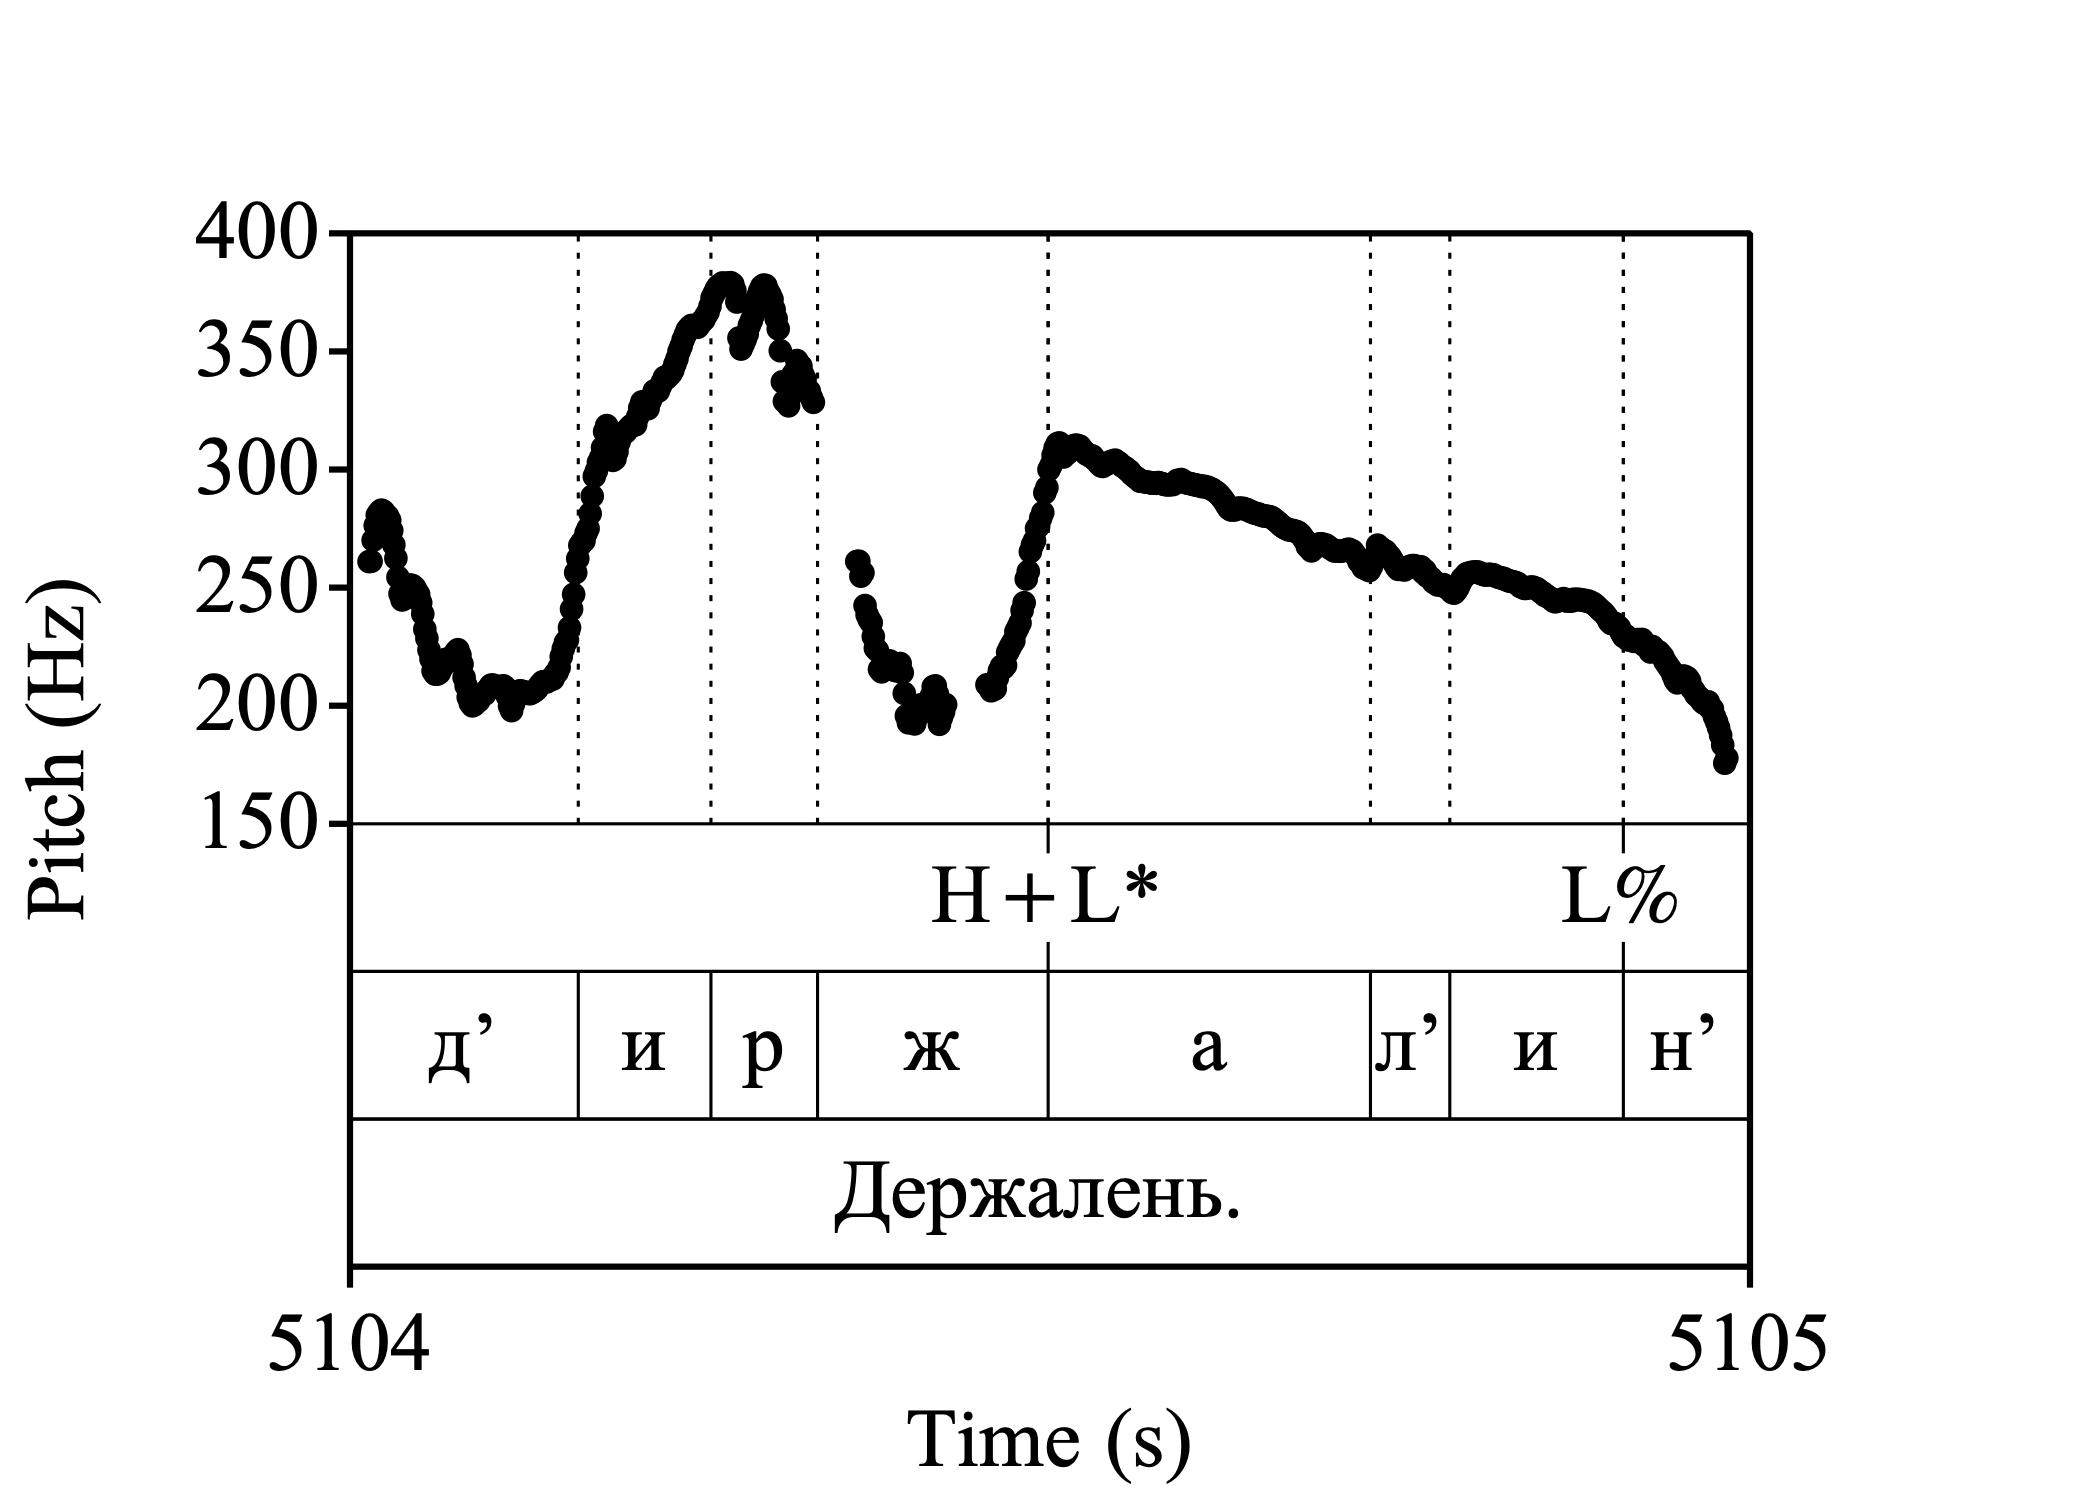 400
350
300
250
200
150
Pitch (Hz)
H+L* L%
д’ и р ж а л’ и н’
Держалень.
5104 5105
Time (s)